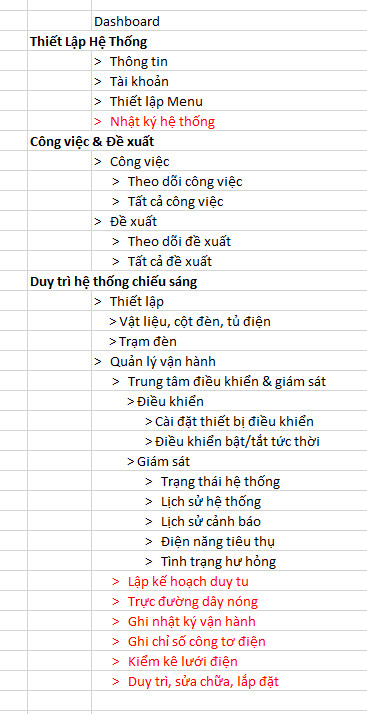 Dashboard
Thiết Lập Hệ Thống
> Thông tin
> Tài khoản
> Thiết lập Menu
> Nhật ký hệ thống
Công việc & Đề xuất
> Công việc
> Theo dõi công việc
> Tất cả công việc
> Đề xuất
> Theo dõi đề xuất
> Tất cả đề xuất
Duy trì hệ thống chiếu sáng
> Thiết lập
> Vật liệu, cột đèn, tủ điện
> Trạm đèn
> Quản lý vận hành
> Trung tâm điều khiển & giám sát
> Điều khiển
> Cài đặt thiết bị điều khiển
> Điều khiển bật/tắt tức thời
> Giám sát
> Trạng thái hệ thống
> Lịch sử hệ thống
> Lịch sử cảnh báo
> Điện năng tiêu thụ
> Tình trạng hư hỏng
> Lập kế hoạch duy tu
> Trực đường dây nóng
> Ghi nhật ký vận hành
> Ghi chỉ số công tơ điện
> Kiểm kê lưới điện
> Duy trì, sửa chữa, lắp đặt